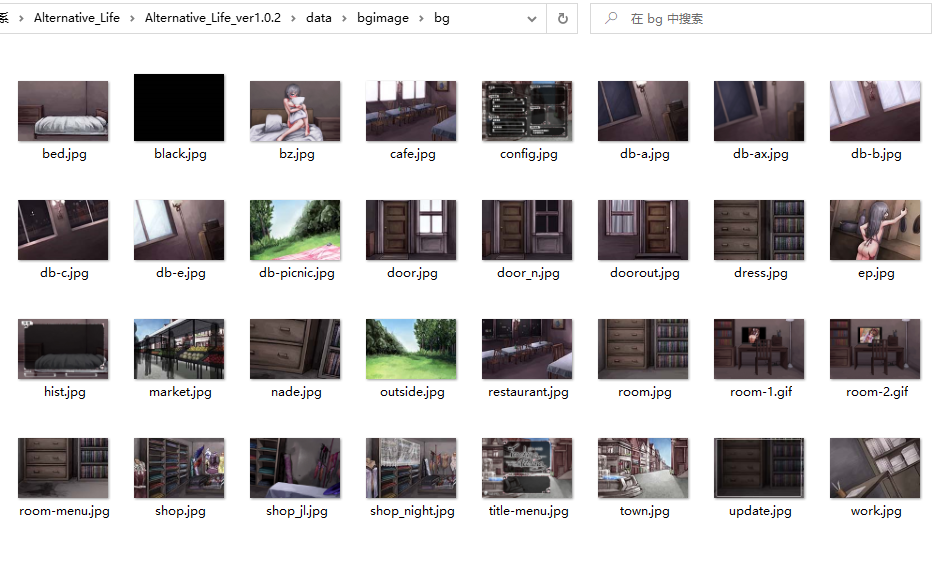 系 › Alternative_Life › Alternative_Life_ver1.0.2 › data › bgimage › bg
在 bg 中搜索
bed.jpg black.jpg bz.jpg cafe.jpg config.jpg db-a.jpg db-ax.jpg db-b.jpg
db-c.jpg db-e.jpg db-picnic.jpg door.jpg door_n.jpg doorout.jpg dress.jpg ep.jpg
hist.jpg market.jpg nade.jpg outside.jpg restaurant.jpg room.jpg room-1.gif room-2.gif
room-menu.jpg shop.jpg shop_jl.jpg shop_night.jpg title-menu.jpg town.jpg update.jpg work.jpg